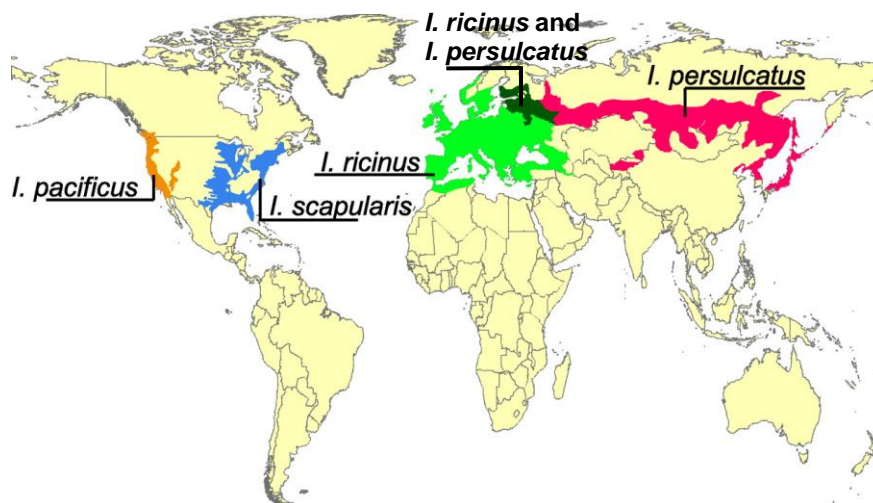 I. ricinus and
I. persulcatus
I. persulcatus
I. ricinus
I. pacificus
I. scapularis